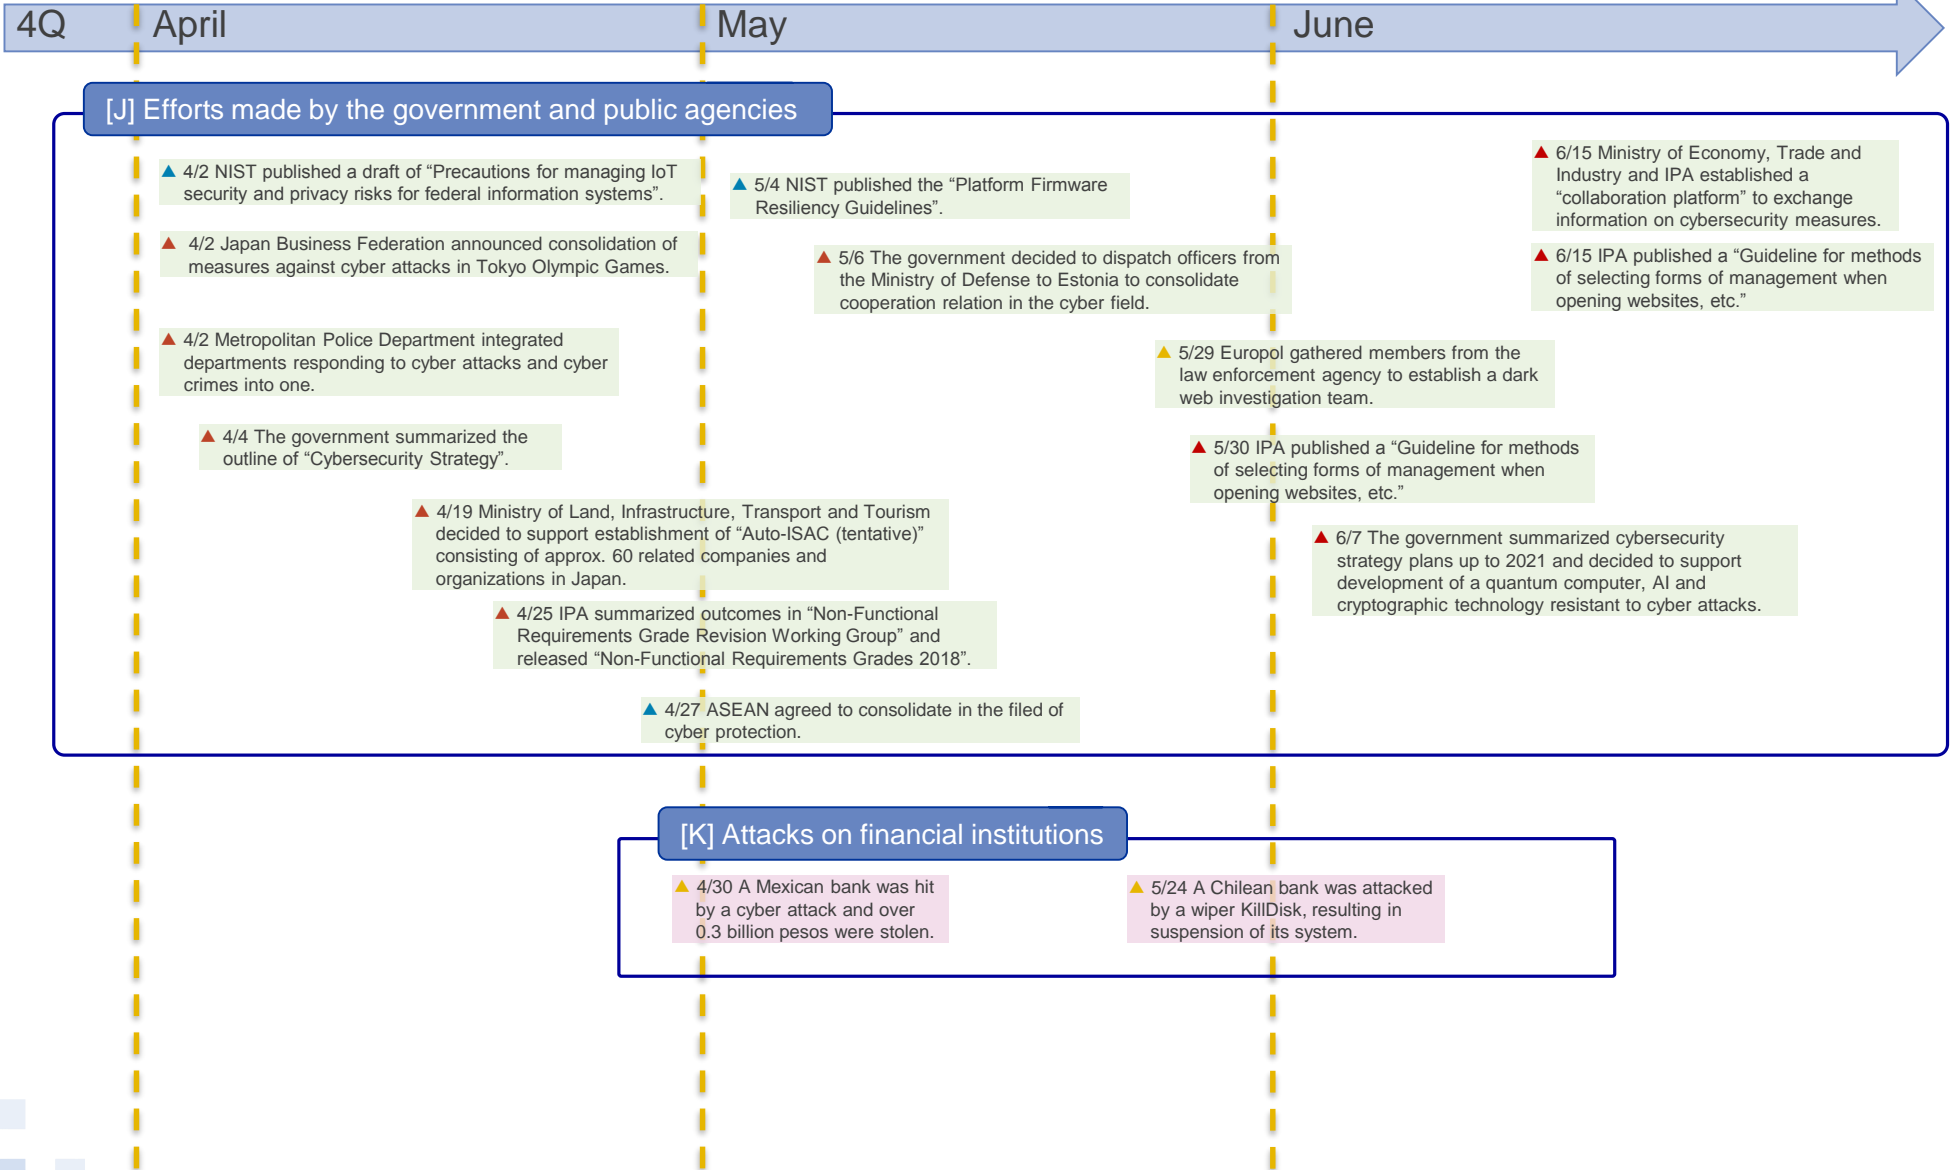 4Q
April
May
June
[J] Efforts made by the government and public agencies
▲ 4/2 NIST published a draft of “Precautions for managing IoT
security and privacy risks for federal information systems”.
▲ 4/2 Japan Business Federation announced consolidation of
measures against cyber attacks in Tokyo Olympic Games.
▲ 4/2 Metropolitan Police Department integrated
departments responding to cyber attacks and cyber
crimes into one.
▲ 4/4 The government summarized the
outline of “Cybersecurity Strategy”.
▲ 4/19 Ministry of Land, Infrastructure, Transport and Tourism
decided to support establishment of “Auto-ISAC (tentative)”
consisting of approx. 60 related companies and
organizations in Japan.
▲ 4/25 IPA summarized outcomes in “Non-Functional
Requirements Grade Revision Working Group” and
released “Non-Functional Requirements Grades 2018”.
▲ 4/27 ASEAN agreed to consolidate in the filed of
cyber protection.
▲ 5/4 NIST published the “Platform Firmware
Resiliency Guidelines”.
▲ 5/6 The government decided to dispatch officers from
the Ministry of Defense to Estonia to consolidate
cooperation relation in the cyber field.
▲ 5/29 Europol gathered members from the
law enforcement agency to establish a dark
web investigation team.
▲ 5/30 IPA published a “Guideline for methods
of selecting forms of management when
opening websites, etc.”
▲ 6/7 The government summarized cybersecurity
strategy plans up to 2021 and decided to support
development of a quantum computer, AI and
cryptographic technology resistant to cyber attacks.
▲ 6/15 Ministry of Economy, Trade and
Industry and IPA established a
“collaboration platform” to exchange
information on cybersecurity measures.
▲ 6/15 IPA published a “Guideline for methods
of selecting forms of management when
opening websites, etc.”
[K] Attacks on financial institutions
▲ 4/30 A Mexican bank was hit
by a cyber attack and over
0.3 billion pesos were stolen.
▲ 5/24 A Chilean bank was attacked
by a wiper KillDisk, resulting in
suspension of its system.